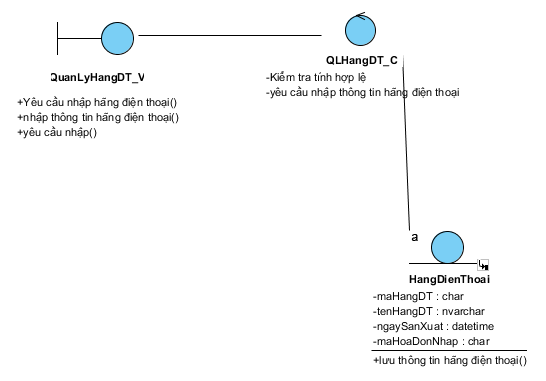 QuanLyHangDT_V
+Yêu cầu nhập hãng điện thoại()
+nhập thông tin hãng điện thoại()
+yêu cầu nhập()
QLHangDT_C
-Kiểm tra tính hợp lệ
-yêu cầu nhập thông tin hãng điện thoại
a
HangDienThoai
-maHangDT : char
-tenHangDT : nvarchar
-ngaySanXuat : datetime
-maHoaDonNhap : char
+lưu thông tin hãng điện thoại()